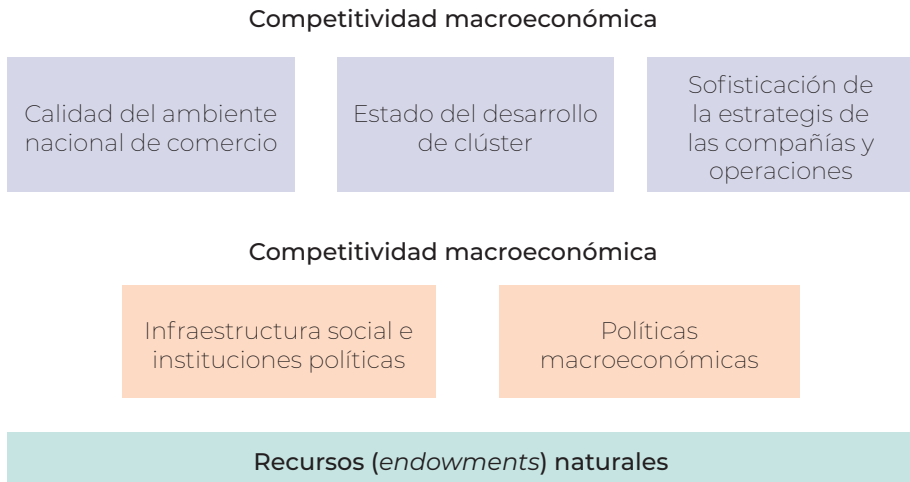 Competitividad macroeconómica
Calidad del ambiente
nacional de comercio
Estado del desarrollo
de clúster
Sofisticación de
la estrategis de
las compañías y
operaciones
Competitividad macroeconómica
Infraestructura social e
instituciones políticas
Políticas
macroeconómicas
Recursos (endowments) naturales